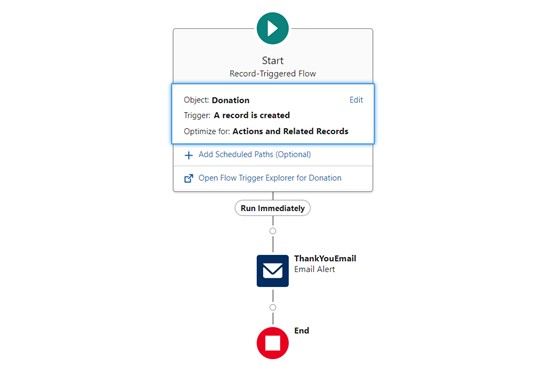 Start
Record-Triggered Flow
Object: Donation Edit
Trigger: A record is created
Optimize for: Actions and Related Records
Add Scheduled Paths (Optional)
Open Flow Trigger Explorer for Donation
Run Immediately
ThankYouEmail
Email Alert
End